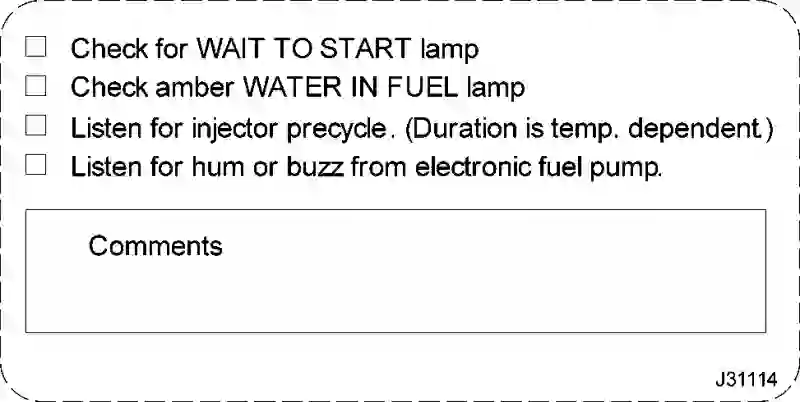 Check for WAIT TO START lamp
Check amber WATER IN FUEL lamp
Listen for injector precycle. (Duration is temp. dependent.)
Listen for hum or buzz from electronic fuel pump.
Comments
J31114